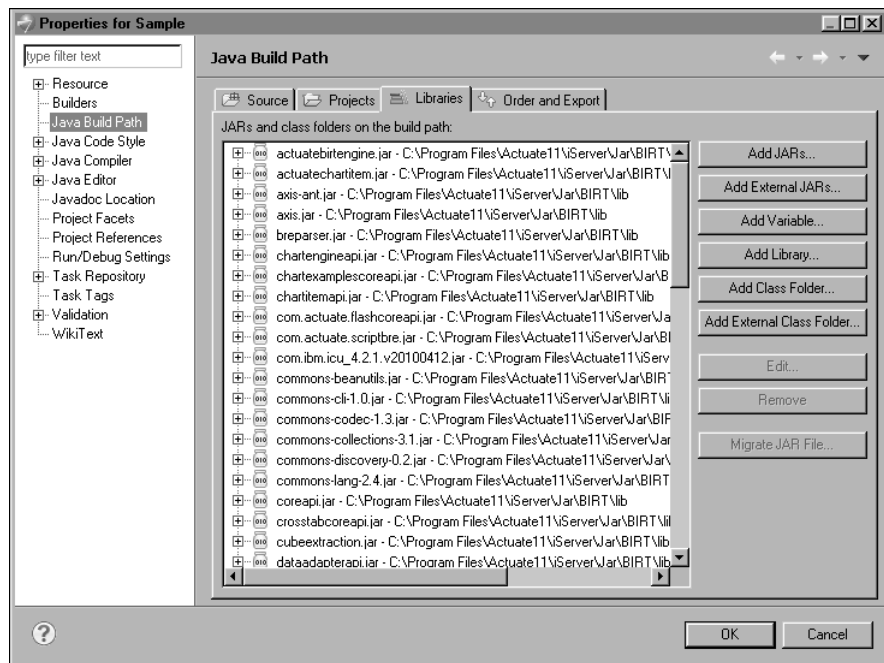 Properties for Sample
type filter text
Resource
Builders
Java Build Path
Java Code Style
Java Compiler
Java Editor
Javadoc Location
Project Facets
Project References
Run/Debug Settings
Task Repository
Task Tags
Validation
WikiText
Java Build Path
Source
Projects
Libraries
Order and Export
JARs and class folders on the build path:
actuatebirtengine.jar - C:\Program Files\Actuate11\iServer\Jar\BIRT\
actuatechartitem.jar - C:\Program Files\Actuate11\iServer\Jar\BIRT\
axis-ant.jar - C:\Program Files\Actuate11\iServer\Jar\BIRT\lib
axis.jar - C:\Program Files\Actuate11\iServer\Jar\BIRT\lib
breparser.jar - C:\Program Files\Actuate11\iServer\Jar\BIRT\lib
chartengineapi.jar - C:\Program Files\Actuate11\iServer\Jar\BIRT\lib
chartexamplescoreapi.jar - C:\Program Files\Actuate11\iServer\Jar\B
chartitemapi.jar - C:\Program Files\Actuate11\iServer\Jar\BIRT\lib
com.actuate.flashcoreapi.jar - C:\Program Files\Actuate11\iServer\Ja
com.actuate.scriptbre.jar - C:\Program Files\Actuate11\iServer\Jar\
com.ibm.icu_4.2.1.v20100412.jar - C:\Program Files\Actuate11\iServ
commons-beanutils.jar - C:\Program Files\Actuate11\iServer\Jar\BIRT
commons-cli-1.0.jar - C:\Program Files\Actuate11\iServer\Jar\BIRT\li
commons-codec-1.3.jar - C:\Program Files\Actuate11\iServer\Jar\BIF
commons-collections-3.1.jar - C:\Program Files\Actuate11\iServer\Jar
commons-discovery-0.2.jar - C:\Program Files\Actuate11\iServer\Jar\
commons-lang-2.4.jar - C:\Program Files\Actuate11\iServer\Jar\BIRT
coreapi.jar - C:\Program Files\Actuate11\iServer\Jar\BIRT\lib
crosstabcoreapi.jar - C:\Program Files\Actuate11\iServer\Jar\BIRT\lil
cubeextraction.jar - C:\Program Files\Actuate11\iServer\Jar\BIRT\lib
dataadapterapi.jar - C:\Program Files\Actuate11\iServer\Jar\BIRT\lib
Add JARs...
Add External JARs...
Add Variable...
Add Library...
Add Class Folder...
Add External Class Folder...
Edit...
Remove
Migrate JAR File...
OK
Cancel